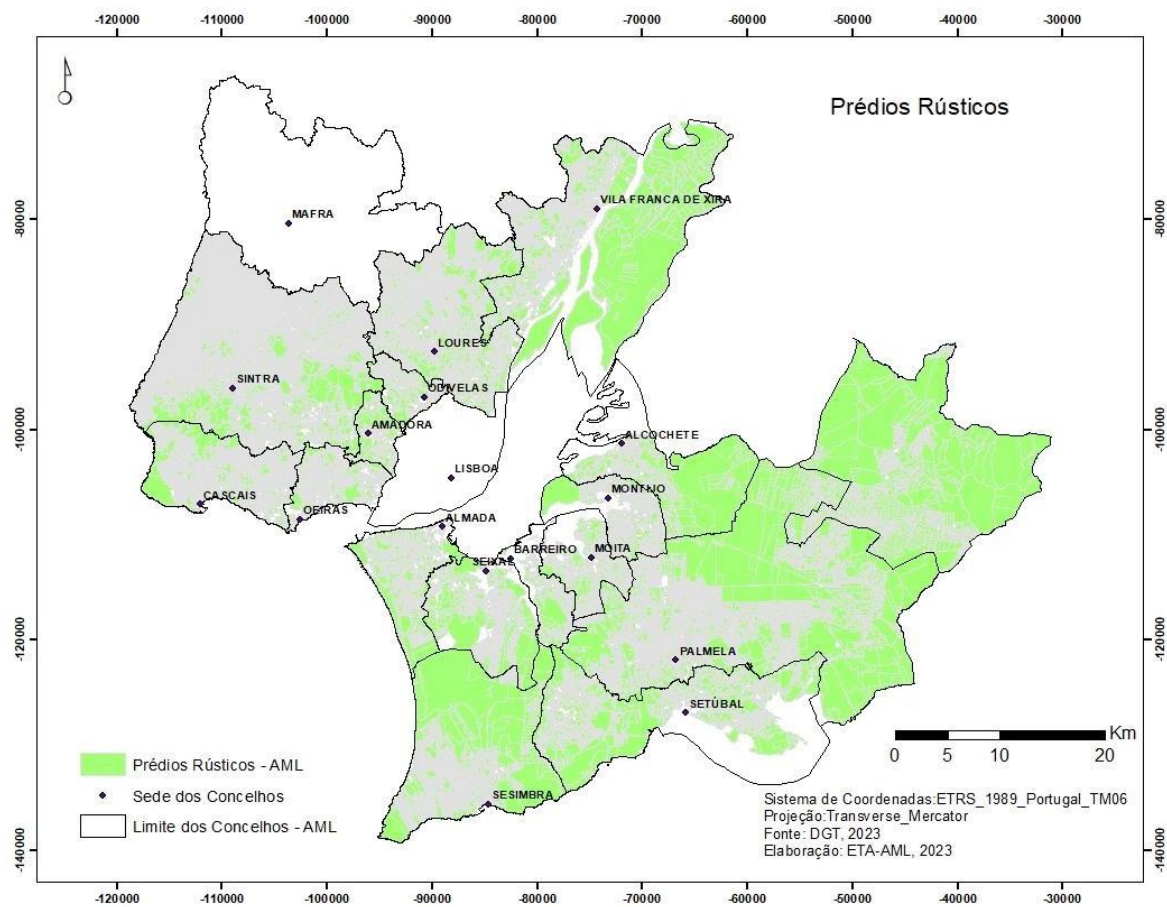 -120000 -110000 -100000 -90000 -80000 -70000 -60000 -50000 -40000 -30000
Prédios Rústicos
-80000 -80000
VILA FRANCA DE XIRA
MAFRA
LOURES
SINTRA
ODIVELAS
-100000 -100000
AMADORA
ALCOCHETE
LISBOA
CASCAIS
MONTIJO
OEIRAS
ALMADA
BARREIRO
MOITA
SEIXAL
-120000 -120000
PALMELA
SETÚBAL
Km
0 5 10 20
Prédios Rústicos - AML
Sede dos Concelhos
Limite dos Concelhos - AML
SESIMBRA
Sistema de Coordenadas:ETRS_1989_Portugal_TM06
Projeção:Transverse_Mercator
Fonte: DGT, 2023
Elaboração: ETA-AML, 2023
-140000 -140000
-120000 -110000 -100000 -90000 -80000 -70000 -60000 -50000 -40000 -30000